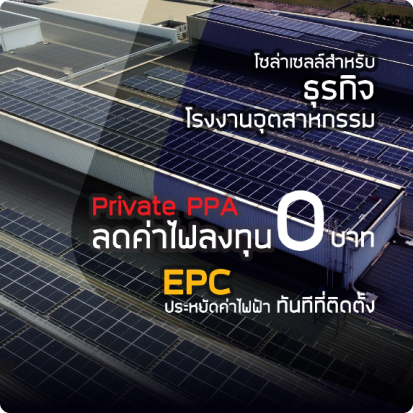 โซล่าเซลล์สำหรับ
ธุรกิจ
โรงงานอุตสาหกรรม
Private PPA
ลดค่าไฟลงทุน 0 บาท
EPC
ประหยัดค่าไฟฟ้า ทันทีที่ติดตั้ง